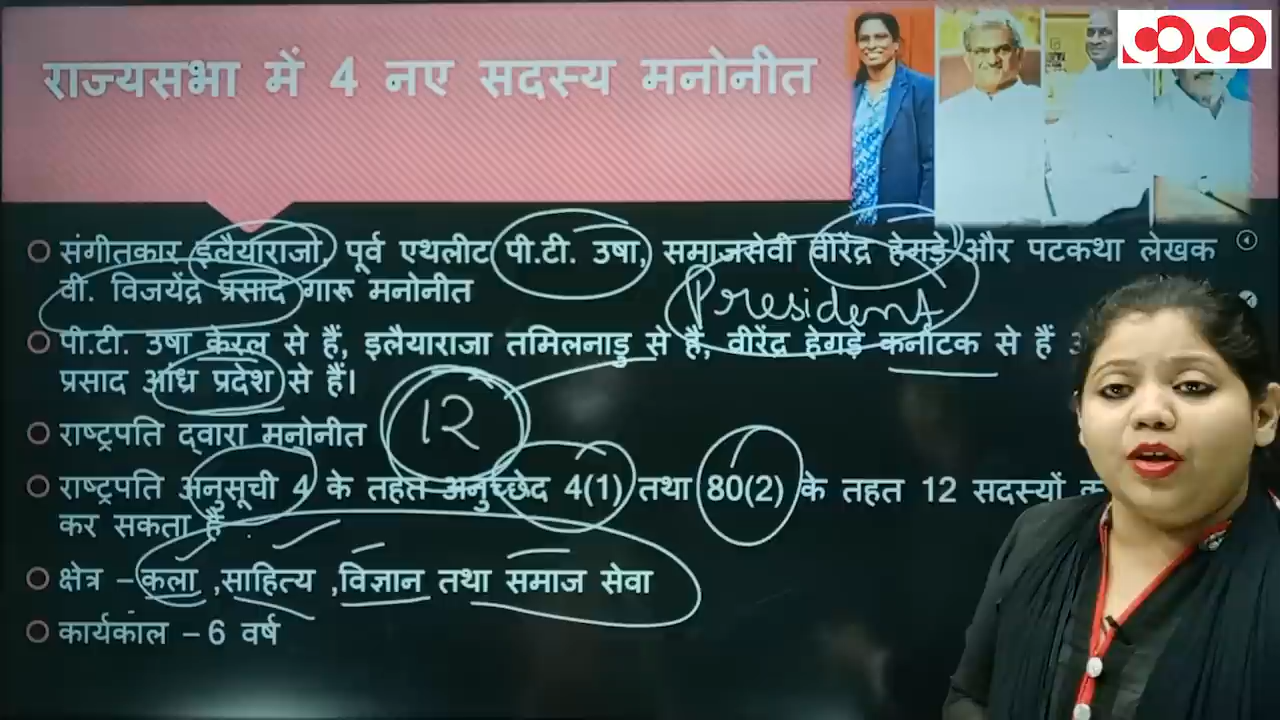 राज्यसभा में 4 नए सदस्य मनोनीत
संगीतकार इलैयाराजा, पूर्व एथलीट पी.टी. उषा, समाजसेवी वीरेंद्र हेगड़े और पटकथा लेखक
वी. विजयेंद्र प्रसाद गारू मनोनीत
President
पी.टी. उषा केरल से हैं, इलैयाराजा तमिलनाडु से हैं, वीरेंद्र हेगड़े कर्नाटक से हैं
प्रसाद आंध्र प्रदेश से हैं।
12
राष्ट्रपति द्वारा मनोनीत
राष्ट्रपति अनुसूची 4 के तहत अनुच्छेद 4(1) तथा 80(2) के तहत 12 सदस्यों
कर सकता है
क्षेत्र – कला ,साहित्य ,विज्ञान तथा समाज सेवा
कार्यकाल – 6 वर्ष